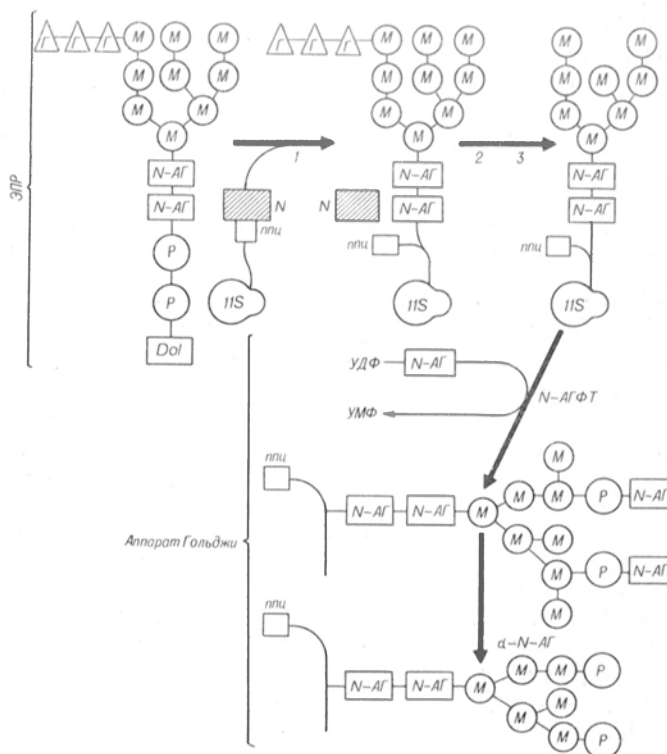 Г Г Г М М М Г Г Г М М М М М
М М М М М М М М М
М М М М М М
М М М
1 2 3
N-АГ N-АГ N-АГ
ЭПР
N-АГ N N N-АГ N-АГ
ппц ппц ппц
Р
Р 11S 11S 11S
Dol
УДФ N-АГ
N-АГФТ
УМФ
М
ппц
М М Р N-АГ
N-АГ N-АГ М
М М
Аппарат Гольджи
М Р N-АГ
М
ппц
α-N-АГ
М М Р
N-АГ N-АГ М
М
М
М Р